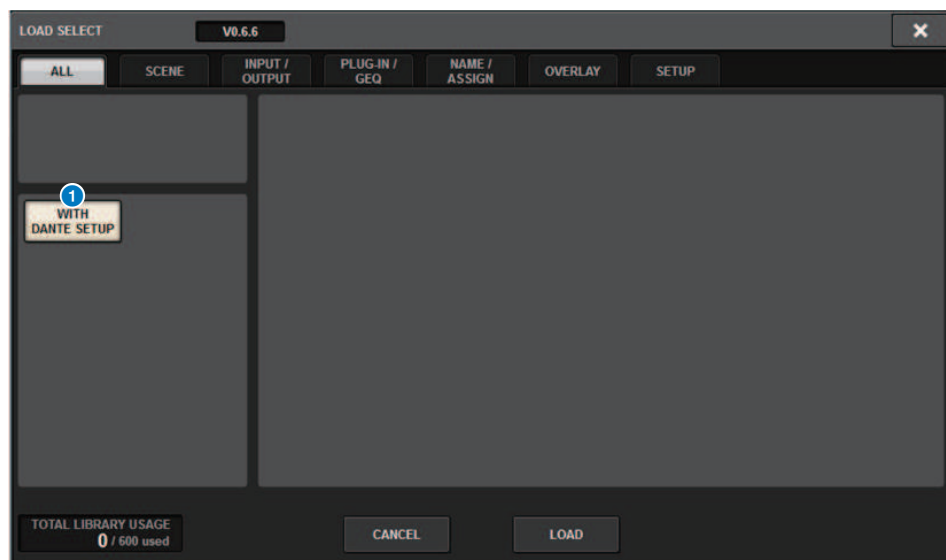 LOAD SELECT V0.6.6
ALL SCENE INPUT / OUTPUT PLUG-IN / GEQ NAME / ASSIGN OVERLAY SETUP
1
WITH
DANTE SETUP
TOTAL LIBRARY USAGE
0 / 600 used
CANCEL LOAD